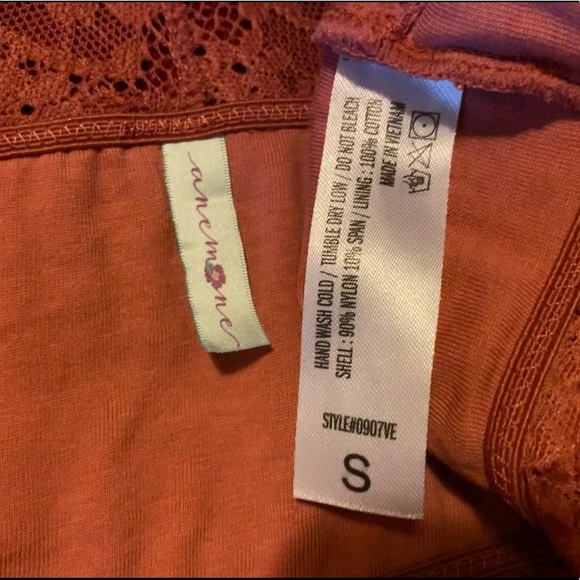 anemone
HAND WASH COLD / TUMBLE DRY LOW / DO NOT BLEACH
SHELL : 90% NYLON 10% SPAN / LINING : 100% COTTON
MADE IN VIETNAM
STYLE#0907VE
S